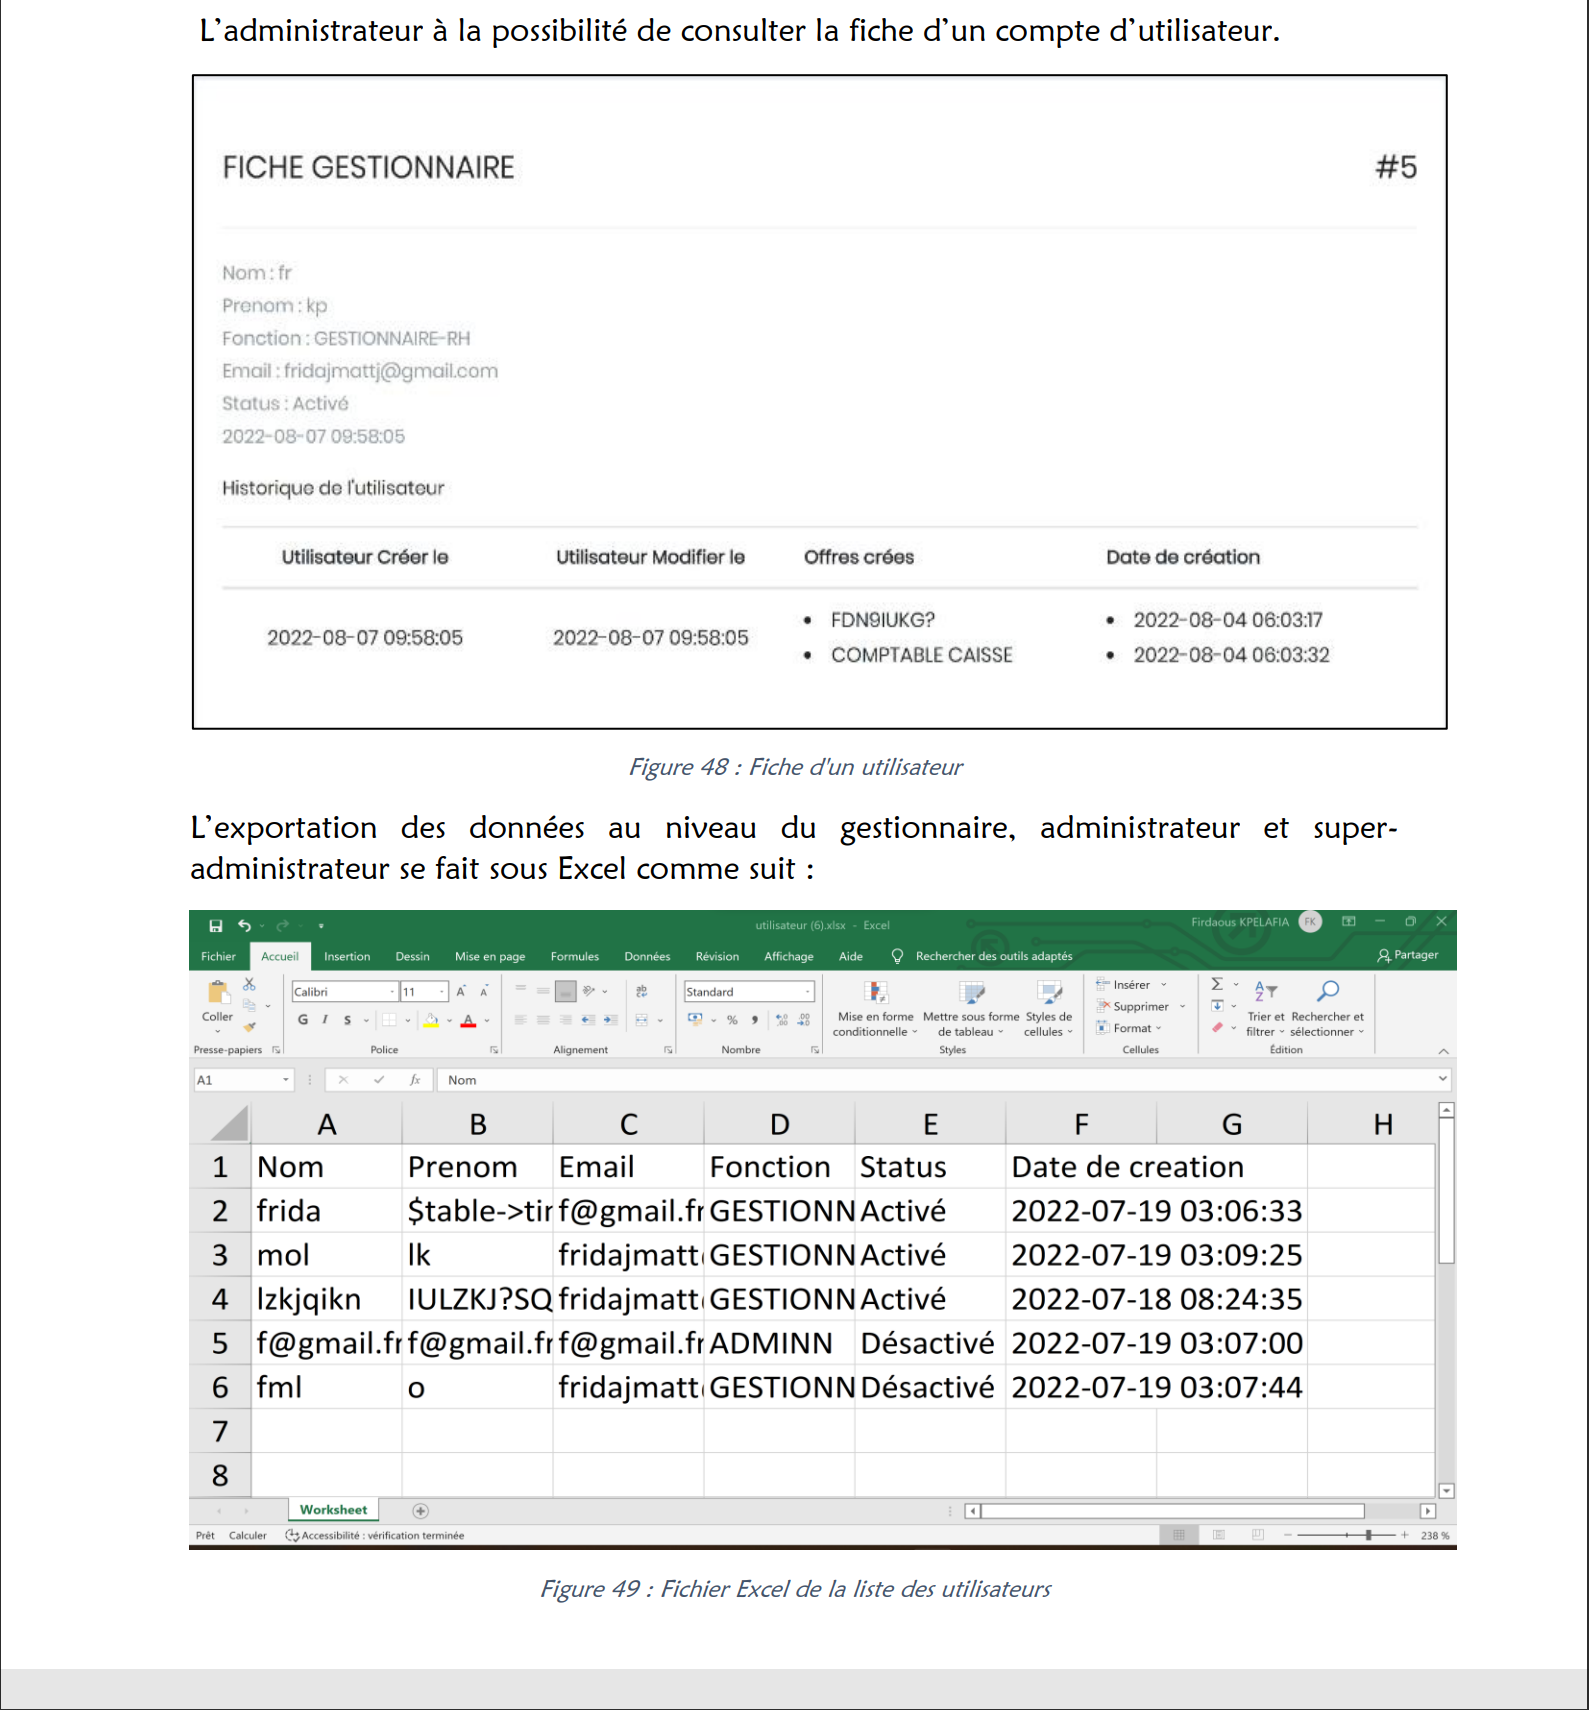 L'administrateur à la possibilité de consulter la fiche d'un compte d'utilisateur.
FICHE GESTIONNAIRE #5
Nom : fr
Prenom : kp
Fonction : GESTIONNAIRE-RH
Email : fridajmattj@gmail.com
Status : Activé
2022-08-07 09:58:05
Historique de l'utilisateur
Utilisateur Créer le Utilisateur Modifier le Offres crées Date de création
2022-08-07 09:58:05 2022-08-07 09:58:05 • FDN9IUKG? • 2022-08-04 06:03:17
• COMPTABLE CAISSE • 2022-08-04 06:03:32
Figure 48 : Fiche d'un utilisateur
L'exportation des données au niveau du gestionnaire, administrateur et super-
administrateur se fait sous Excel comme suit :
utilisateur (6).xlsx - Excel Firdaous KPELAFIA FK
Fichier Accueil Insertion Dessin Mise en page Formules Données Révision Affichage Aide Rechercher des outils adaptés Partager
Coller Calibri 11 A A ab Standard Insérer
G I S A % Mise en forme Mettre sous forme Styles de Supprimer Trier et Rechercher et
conditionnelle de tableau cellules Format filtrer sélectionner
Presse-papiers Police Alignement Nombre Styles Cellules Édition
A1 fx Nom
A B C D E F G H
1 Nom Prenom Email Fonction Status Date de creation
2 frida $table->tir f@gmail.fr GESTIONN Activé 2022-07-19 03:06:33
3 mol lk fridajmatt GESTIONN Activé 2022-07-19 03:09:25
4 lzkjqikn IULZKJ?SQ fridajmatt GESTIONN Activé 2022-07-18 08:24:35
5 f@gmail.fr f@gmail.fr f@gmail.fr ADMINN Désactivé 2022-07-19 03:07:00
6 fml o fridajmatt GESTIONN Désactivé 2022-07-19 03:07:44
7
8
Worksheet
Prêt Calculer Accessibilité : vérification terminée 238 %
Figure 49 : Fichier Excel de la liste des utilisateurs